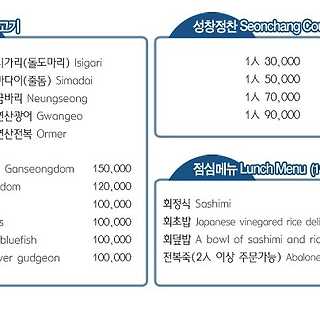 고기
가리(돌도마리) Isigari
다이(줄돔) Simadai
바리 Neungseong
산광어 Gwangeo
산전복 Ormer
Ganseongdom 150,000
dom 120,000
100,000
100,000
bluefish 100,000
ver gudgeon 100,000
성창정찬 Seonchang Co
1人 30,000
1人 50,000
1人 70,000
1人 90,000
점심메뉴 Lunch Menu (1
회정식 Sashimi
회초밥 Japanese vinegared rice deli
회덮밥 A bowl of sashimi and ric
전복죽(2人 이상 주문가능) Abalone